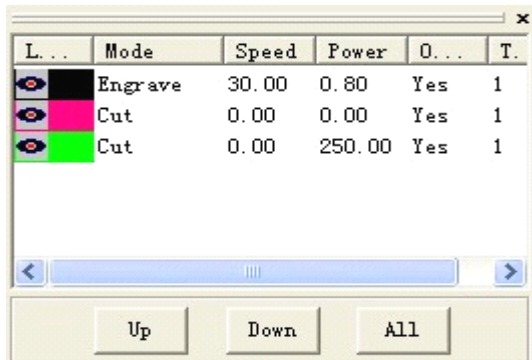 L... Mode Speed Power O... T.
Engrave 30.00 0.80 Yes 1
Cut 0.00 0.00 Yes 1
Cut 0.00 250.00 Yes 1
Up Down All